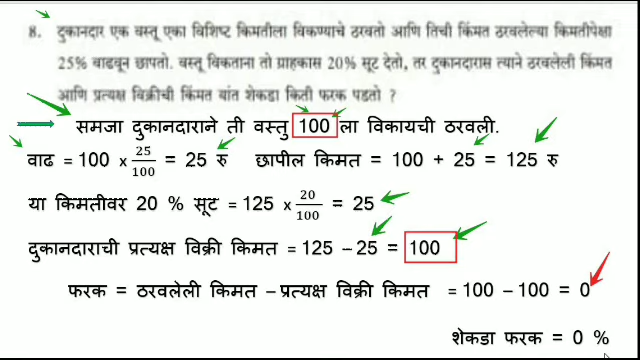 8. दुकानदार एक वस्तू एका विशिष्ट किमतीला विकण्याचे ठरवतो आणि तिची किंमत ठरवलेल्या किमतीपेक्षा
25% वाढवून छापतो. वस्तू विकताना तो ग्राहकास 20% सूट देतो, तर दुकानदारास त्याने ठरवलेली किंमत
आणि प्रत्यक्ष विक्रीची किंमत यांत शेकडा किती फरक पडतो ?
समजा दुकानदाराने ती वस्तु 100 ला विकायची ठरवली.
वाढ = 100 × 25/100 = 25 रु छापील किमत = 100 + 25 = 125 रु
या किमतीवर 20 % सूट = 125 × 20/100 = 25
दुकानदाराची प्रत्यक्ष विक्री किमत = 125 – 25 = 100
फरक = ठरवलेली किमत – प्रत्यक्ष विक्री किमत = 100 – 100 = 0
शेकडा फरक = 0 %